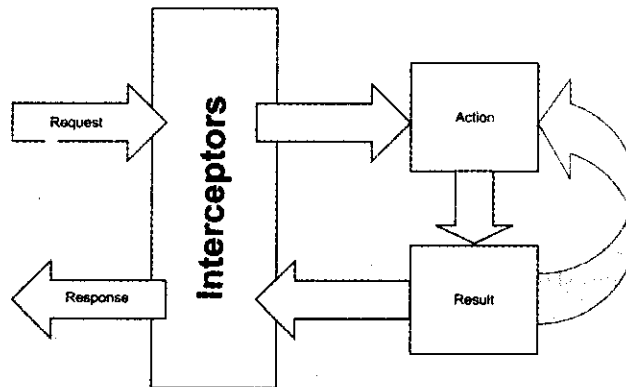 Request
Interceptors
Action
Response
Result